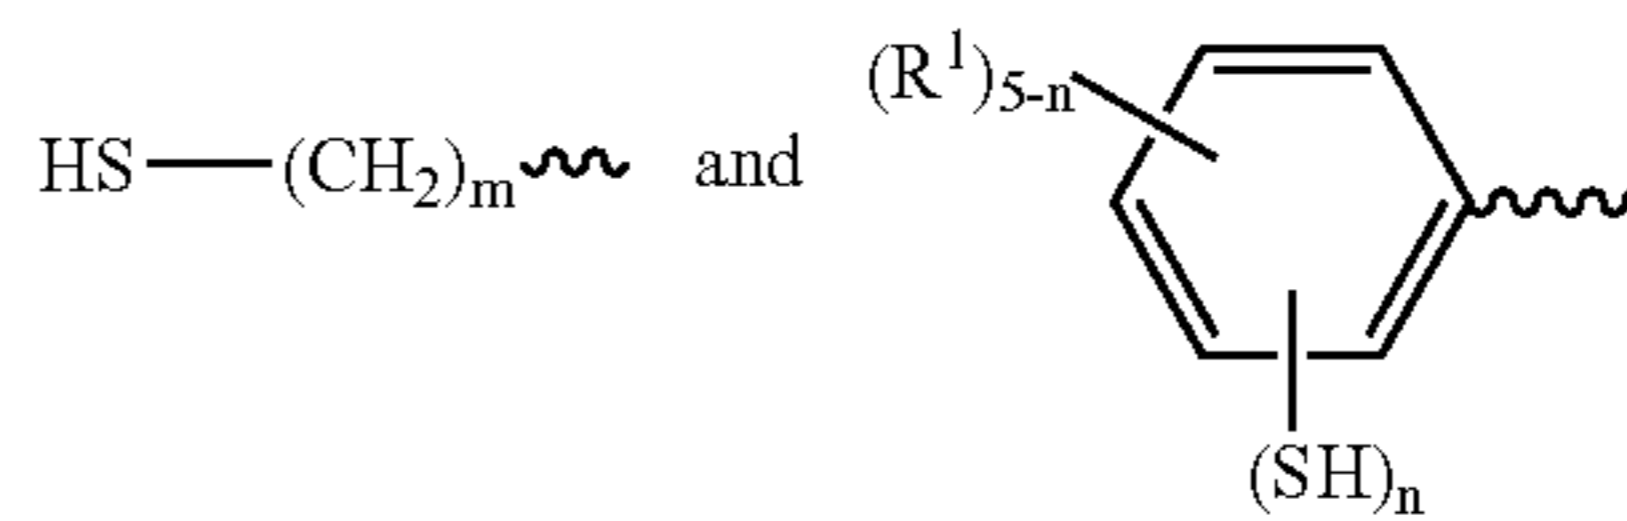 HS—(CH₂)ₘ and
(R¹)₅₋ₙ
(SH)ₙ